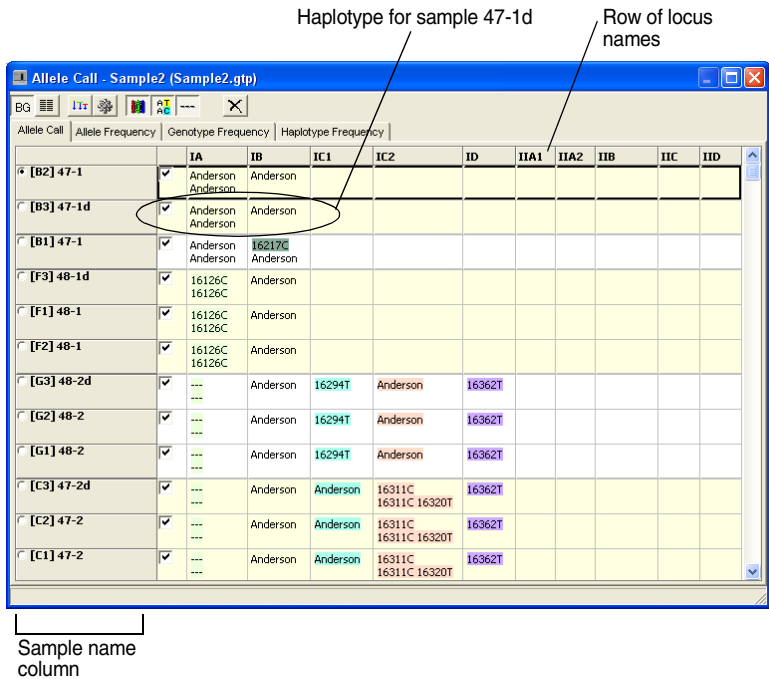 Haplotype for sample 47-1d
Row of locus
names
Allele Call - Sample2 (Sample2.gtp)
BG AT AC ---
Allele Call Allele Frequency Genotype Frequency Haplotype Frequency
IA IB IC1 IC2 ID IIA1 IIA2 IIB IIC IID
[B2] 47-1 Anderson Anderson
Anderson
[B3] 47-1d Anderson Anderson
Anderson
[B1] 47-1 Anderson 16217C
Anderson Anderson
[F3] 48-1d 16126C Anderson
16126C
[F1] 48-1 16126C Anderson
16126C
[F2] 48-1 16126C Anderson
16126C
[G3] 48-2d --- Anderson 16294T Anderson 16362T
---
[G2] 48-2 --- Anderson 16294T Anderson 16362T
---
[G1] 48-2 --- Anderson 16294T Anderson 16362T
---
[C3] 47-2d --- Anderson Anderson 16311C 16362T
--- 16311C 16320T
[C2] 47-2 --- Anderson Anderson 16311C 16362T
--- 16311C 16320T
[C1] 47-2 --- Anderson Anderson 16311C 16362T
--- 16311C 16320T
Sample name
column